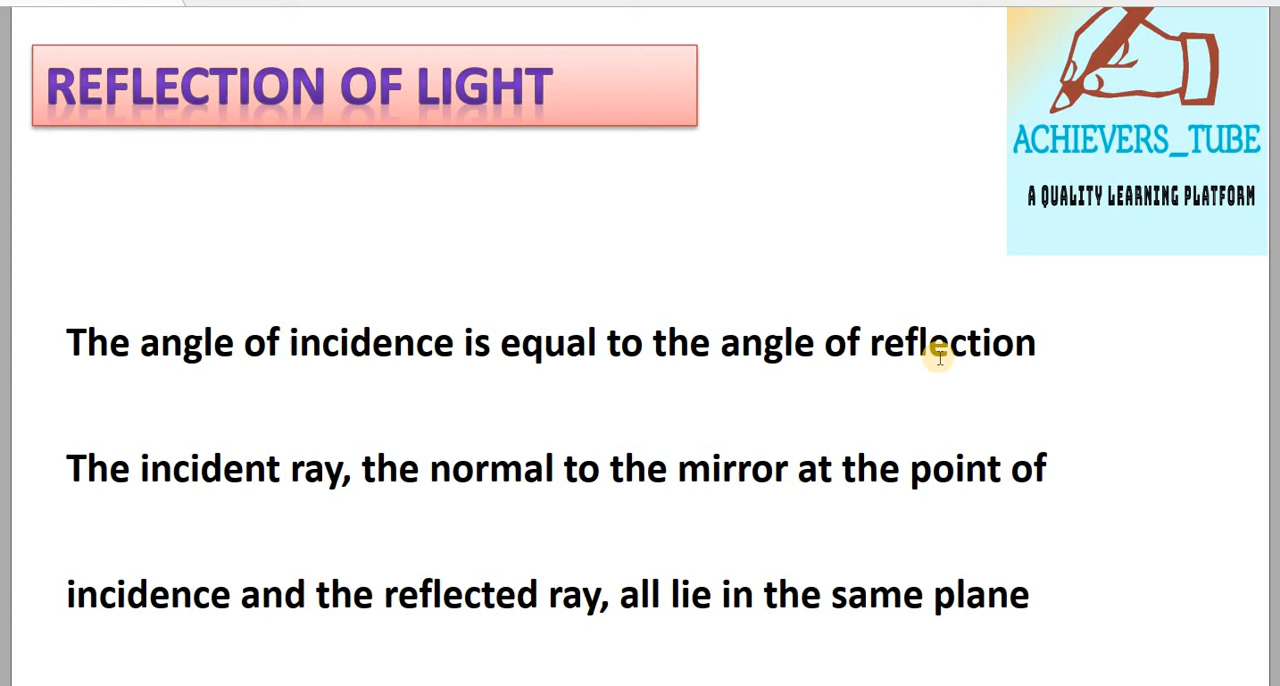 REFLECTION OF LIGHT
ACHIEVERS_TUBE
A QUALITY LEARNING PLATFORM
The angle of incidence is equal to the angle of reflection
The incident ray, the normal to the mirror at the point of
incidence and the reflected ray, all lie in the same plane